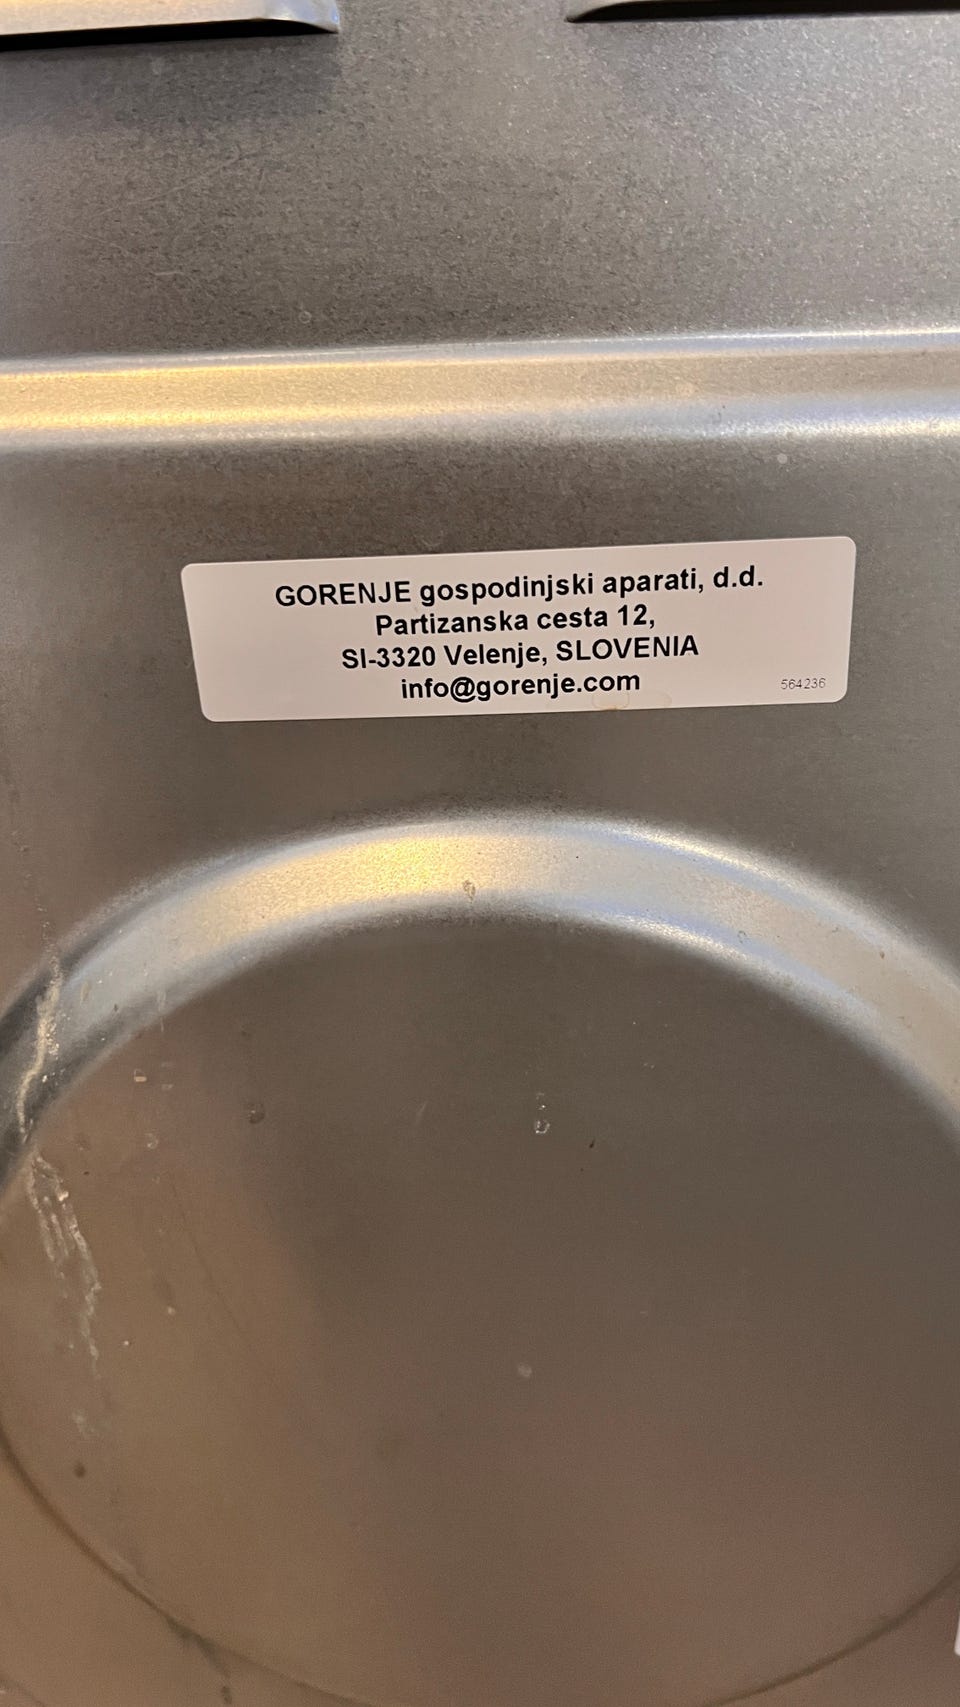 GORENJE gospodinjski aparati, d.d.
Partizanska cesta 12,
SI-3320 Velenje, SLOVENIA
info@gorenje.com
564236